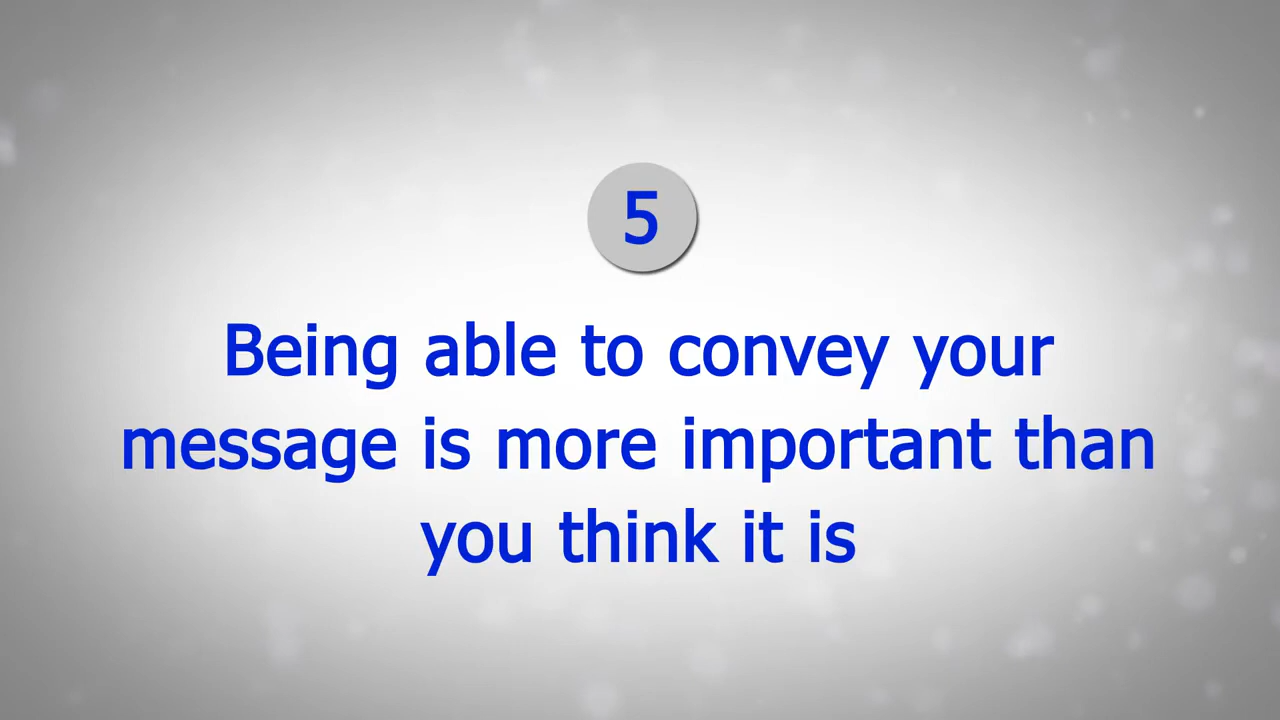 5
Being able to convey your
message is more important than
you think it is